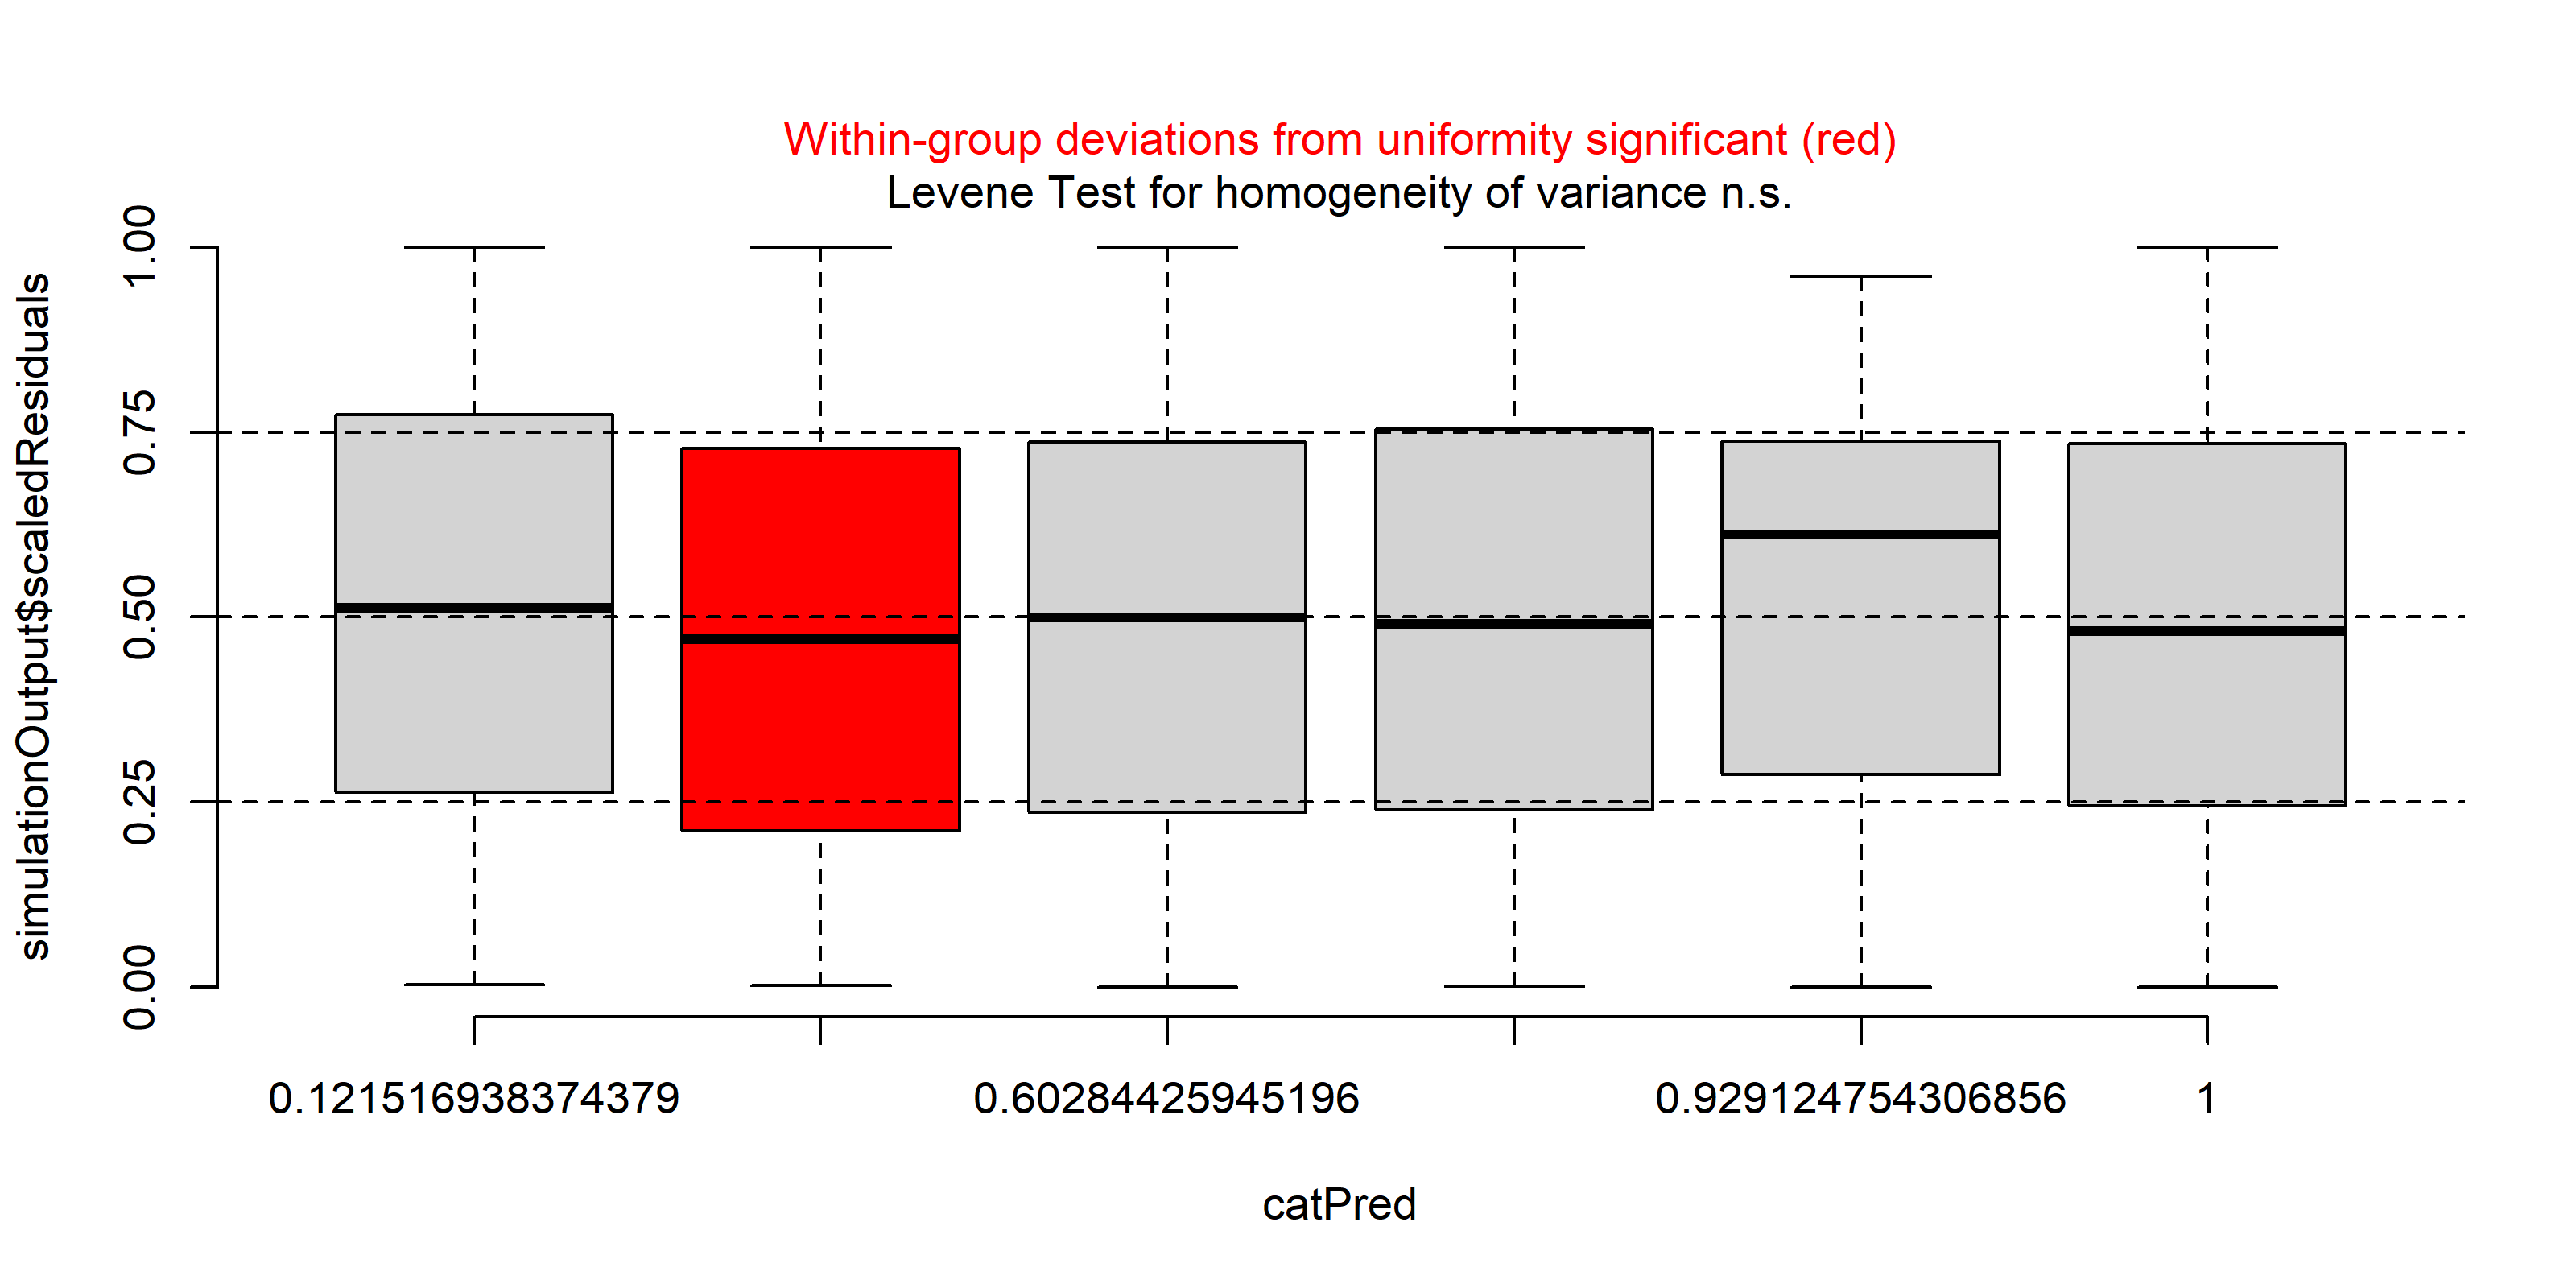 Within-group deviations from uniformity significant (red)
Levene Test for homogeneity of variance n.s.
simulationOutput$scaledResiduals
1.00
0.75
0.50
0.25
0.00
0.121516938374379
0.60284425945196
0.929124754306856
1
catPred